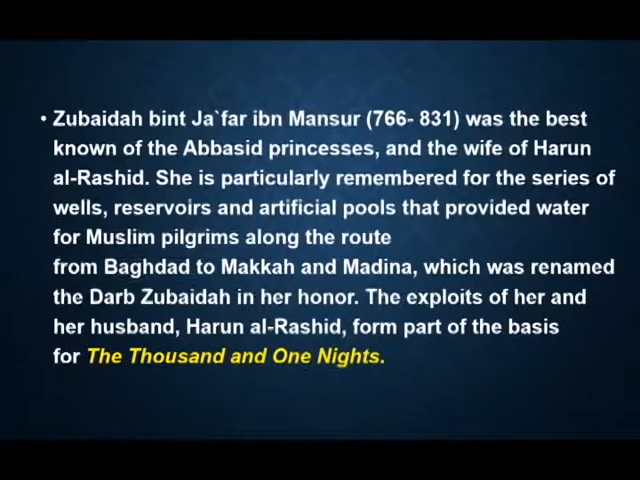 • Zubaidah bint Ja`far ibn Mansur (766- 831) was the best
known of the Abbasid princesses, and the wife of Harun
al-Rashid. She is particularly remembered for the series of
wells, reservoirs and artificial pools that provided water
for Muslim pilgrims along the route
from Baghdad to Makkah and Madina, which was renamed
the Darb Zubaidah in her honor. The exploits of her and
her husband, Harun al-Rashid, form part of the basis
for The Thousand and One Nights.